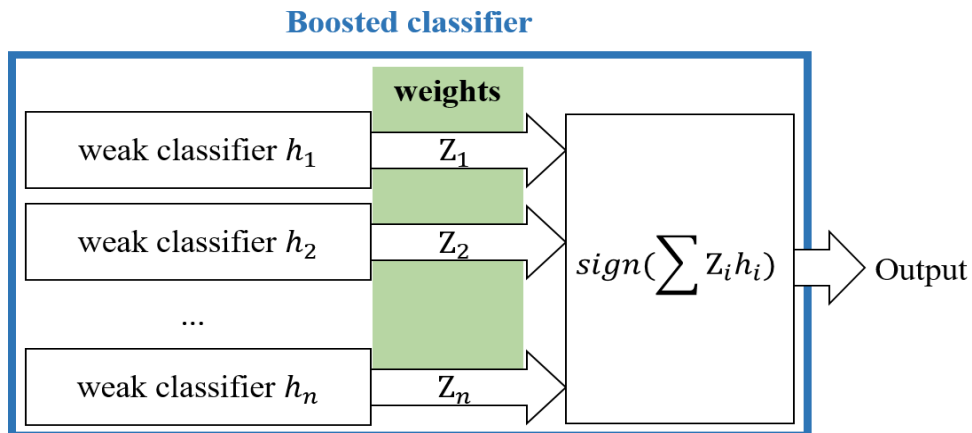 Boosted classifier
weights
weak classifier h₁
Z₁
weak classifier h₂
Z₂
sign(∑ Zᵢhᵢ)
Output
...
weak classifier hₙ
Zₙ